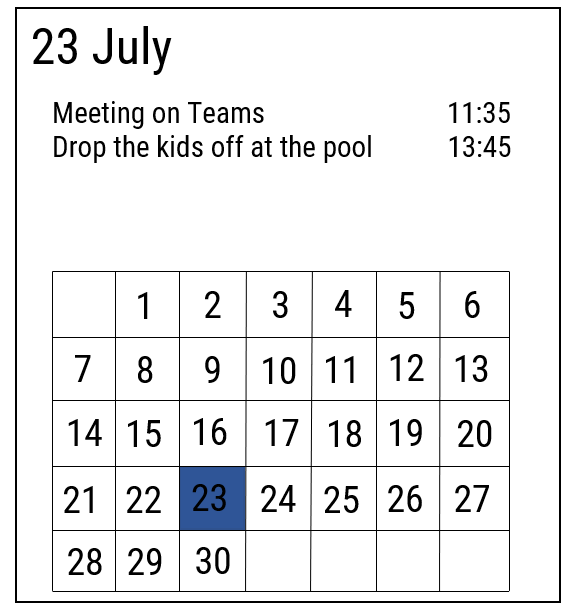 23 July
Meeting on Teams 11:35
Drop the kids off at the pool 13:45
1 2 3 4 5 6
7 8 9 10 11 12 13
14 15 16 17 18 19 20
21 22 23 24 25 26 27
28 29 30